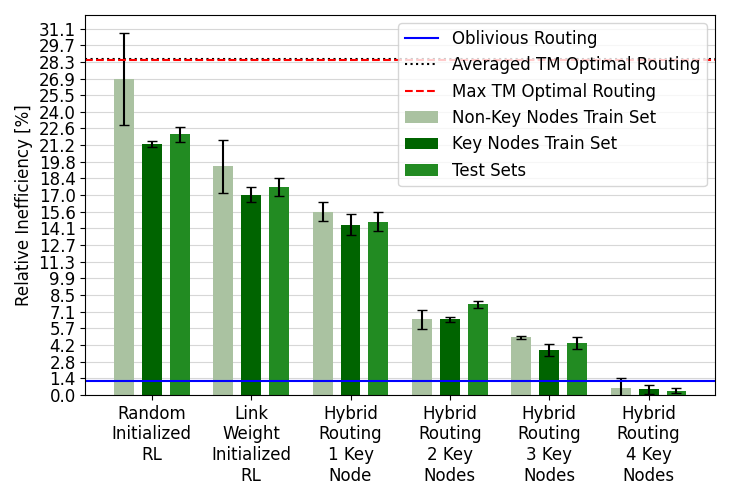 31.1
29.7
28.3
26.9
25.5
24.0
22.6
21.2
19.8
18.4
17.0
15.6
14.1
12.7
11.3
9.9
8.5
7.1
5.7
4.2
2.8
1.4
0.0
Relative Inefficiency [%]
Oblivious Routing
Averaged TM Optimal Routing
Max TM Optimal Routing
Non-Key Nodes Train Set
Key Nodes Train Set
Test Sets
Random
Initialized
RL
Link
Weight
Initialized
RL
Hybrid
Routing
1 Key
Node
Hybrid
Routing
2 Key
Nodes
Hybrid
Routing
3 Key
Nodes
Hybrid
Routing
4 Key
Nodes